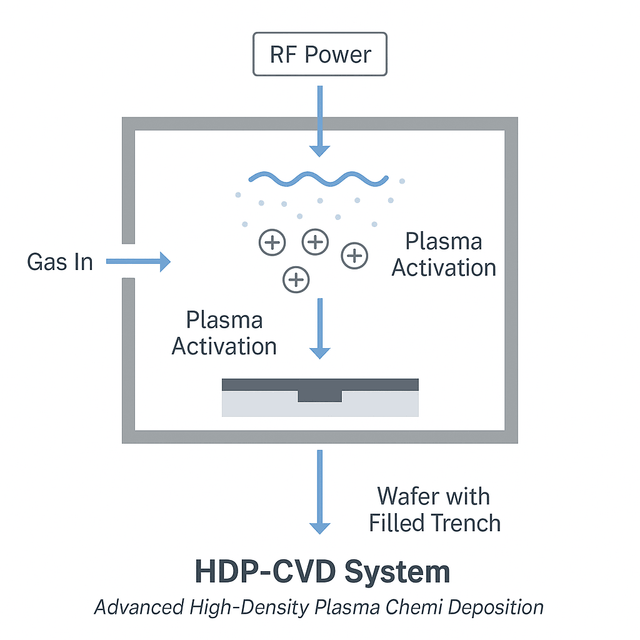 RF Power
Gas In
Plasma
Activation
Plasma
Activation
Wafer with
Filled Trench
HDP-CVD System
Advanced High-Density Plasma Chemi Deposition